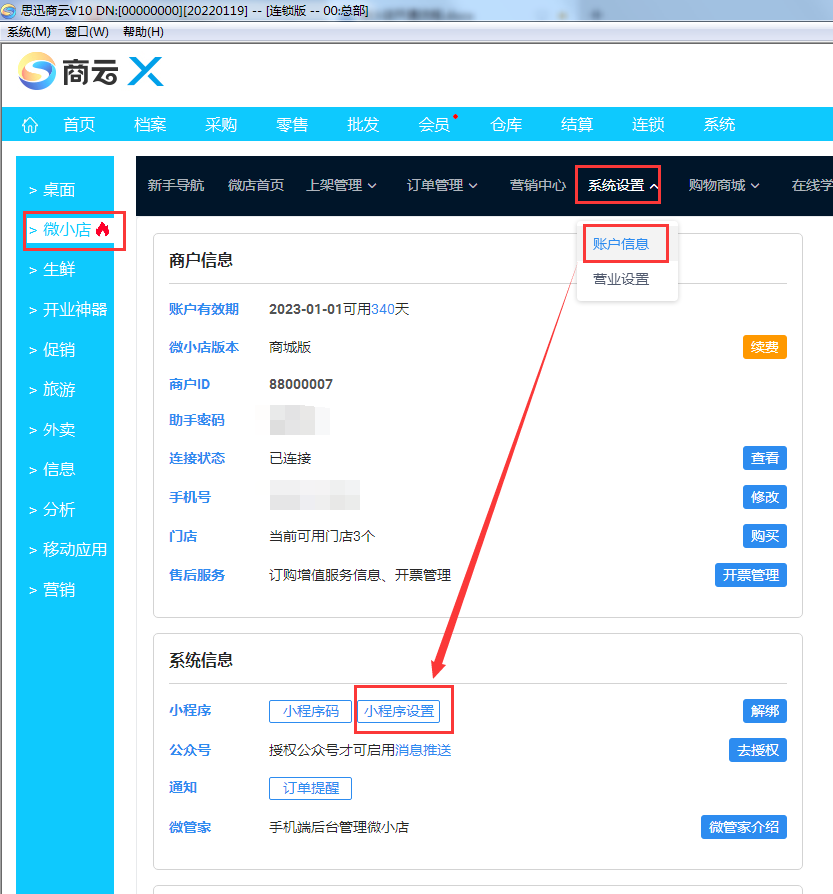 思迅商云V10 DN:[00000000][20220119] -- [连锁版 -- 00:总部]
系统(M) 窗口(W) 帮助(H)
商云X
首页 档案 采购 零售 批发 会员 仓库 结算 连锁 系统
> 桌面
> 微小店
> 生鲜
> 开业神器
> 促销
> 旅游
> 外卖
> 信息
> 分析
> 移动应用
> 营销
新手导航 微店首页 上架管理 订单管理 营销中心 系统设置 购物商城 在线学
账户信息
营业设置
商户信息
账户有效期 2023-01-01可用340天
微小店版本 商城版 续费
商户ID 88000007
助手密码
连接状态 已连接 查看
手机号 修改
门店 当前可用门店3个 购买
售后服务 订购增值服务信息、开票管理 开票管理
系统信息
小程序 小程序码 小程序设置 解绑
公众号 授权公众号才可启用消息推送 去授权
通知 订单提醒
微管家 手机端后台管理微小店 微管家介绍